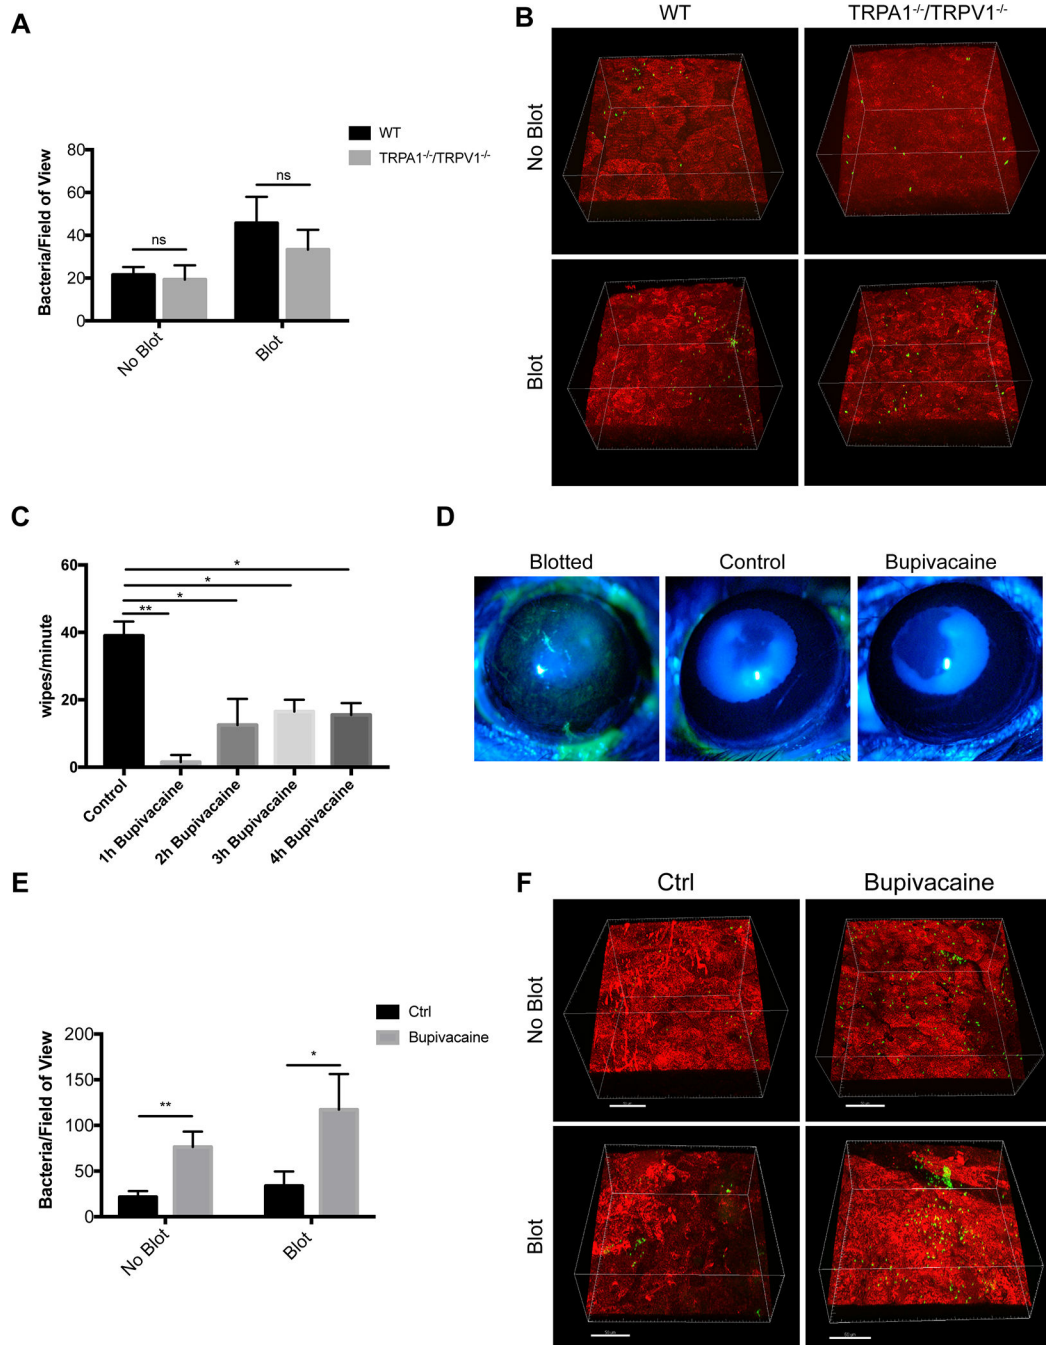 A
WT
TRPA1⁻/⁻/TRPV1⁻/⁻
Bacteria/Field of View
80
60
40
20
0
ns
ns
No Blot
Blot
B
WT
TRPA1⁻/⁻/TRPV1⁻/⁻
No Blot
Blot
C
wipes/minute
60
40
20
0
*
*
*
**
Control
1h Bupivacaine
2h Bupivacaine
3h Bupivacaine
4h Bupivacaine
D
Blotted
Control
Bupivacaine
E
Ctrl
Bupivacaine
Bacteria/Field of View
200
150
100
50
0
**
*
No Blot
Blot
F
Ctrl
Bupivacaine
No Blot
Blot